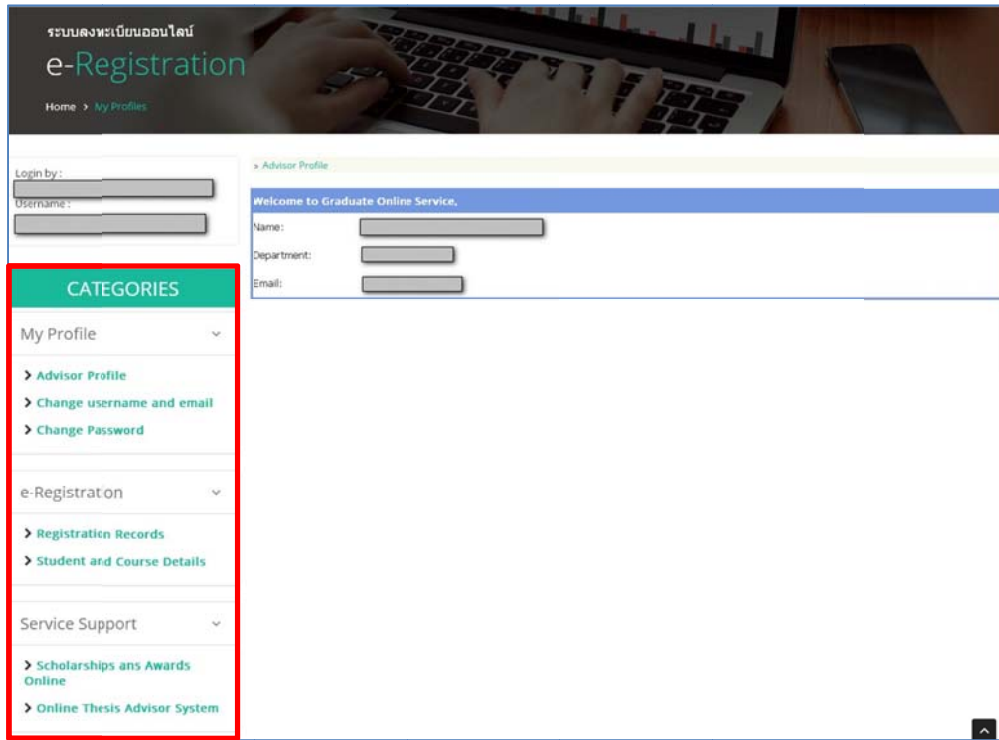 ระบบลงทะเบียนออนไลน์
e-Registration
Home > My Profiles
Login by :
Username :
CATEGORIES
My Profile
Advisor Profile
Change username and email
Change Password
e-Registration
Registration Records
Student and Course Details
Service Support
Scholarships ans Awards
Online
Online Thesis Advisor System
» Advisor Profile
Welcome to Graduate Online Service,
Name:
Department:
Email: